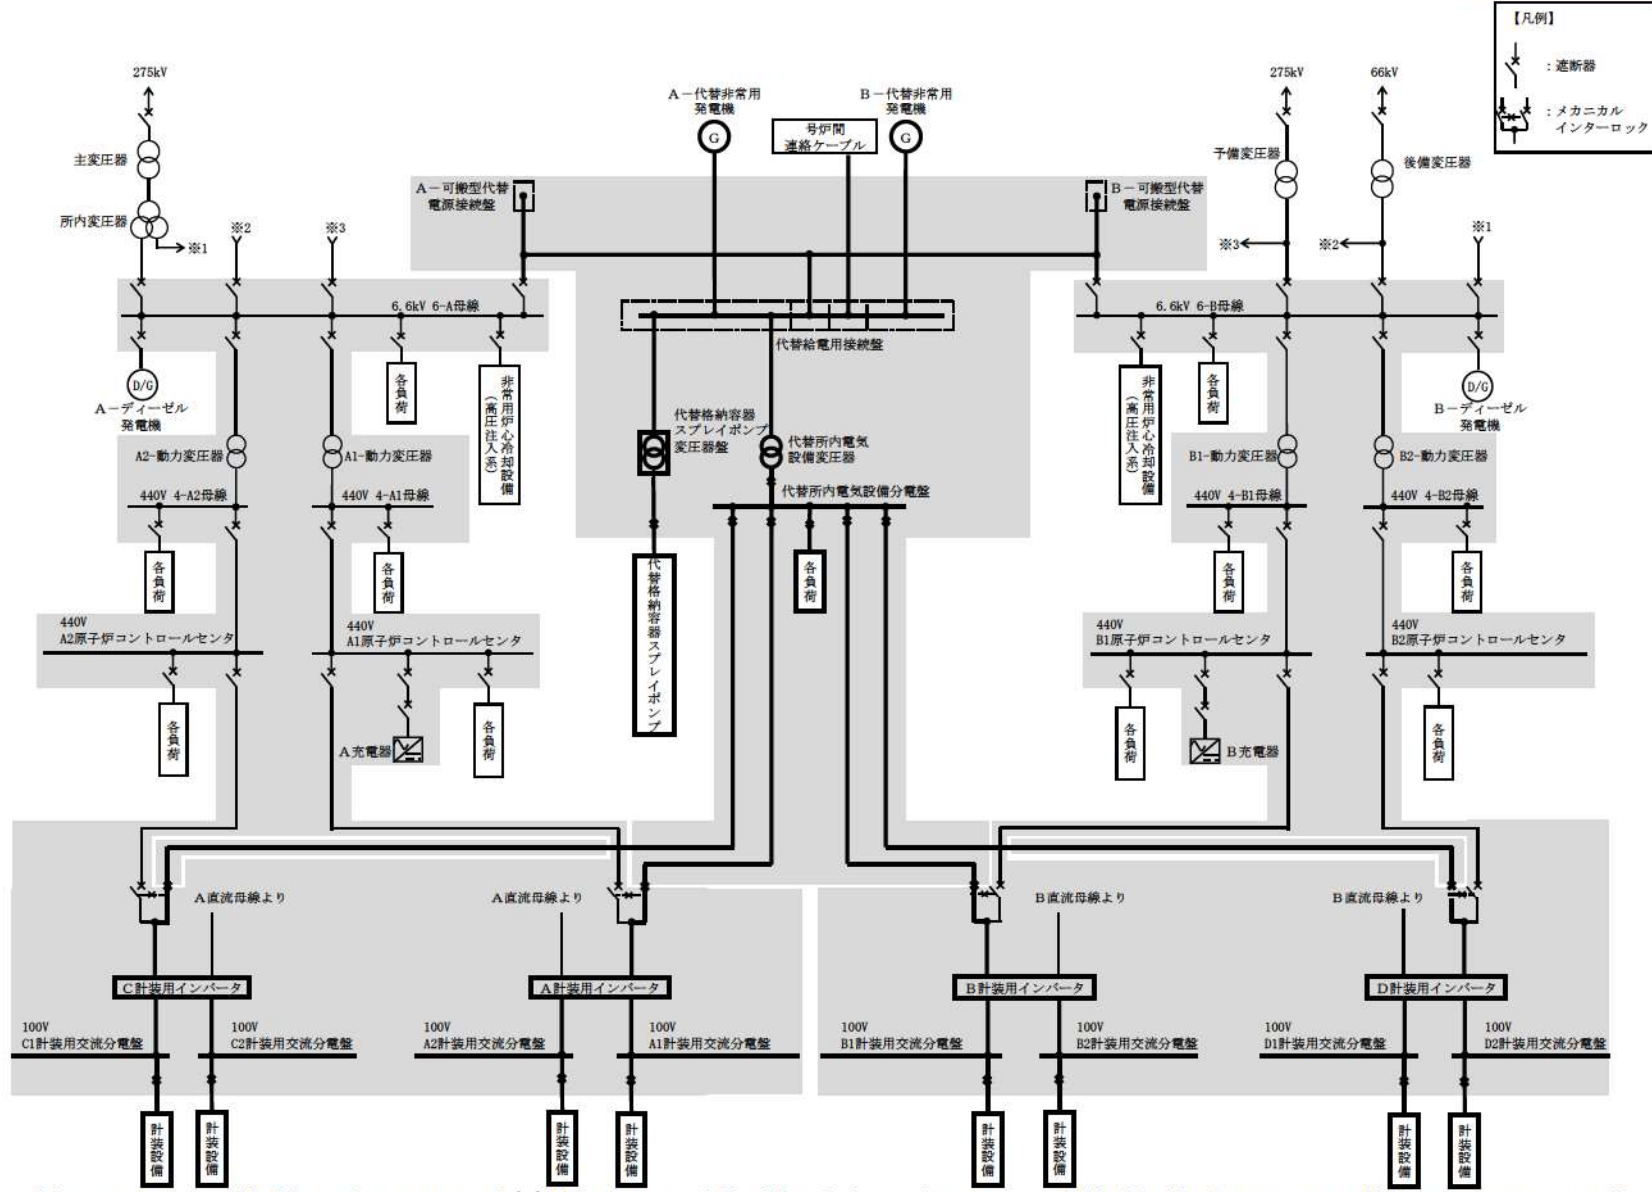 【凡例】
：遮断器
：メカニカル
インターロック
275kV
主変圧器
所内変圧器
※1
※2
※3
A－代替非常用
発電機
G
号炉間
連絡ケーブル
B－代替非常用
発電機
G
275kV
66kV
予備変圧器
後備変圧器
※3
※2
※1
A－可搬型代替
電源接続盤
B－可搬型代替
電源接続盤
6.6kV 6-A母線
代替給電用接続盤
6.6kV 6-B母線
D/G
A－ディーゼル
発電機
各負荷
非常用炉心冷却設備
（高圧注入系）
代替格納容器
スプレイポンプ
変圧器盤
代替所内電気
設備変圧器
非常用炉心冷却設備
（高圧注入系）
各負荷
D/G
B－ディーゼル
発電機
A2-動力変圧器
A1-動力変圧器
B1-動力変圧器
B2-動力変圧器
440V 4-A2母線
440V 4-A1母線
代替所内電気設備分電盤
440V 4-B1母線
440V 4-B2母線
各負荷
各負荷
代替格納容器スプレイポンプ
各負荷
各負荷
各負荷
440V
A2原子炉コントロールセンタ
440V
A1原子炉コントロールセンタ
440V
B1原子炉コントロールセンタ
440V
B2原子炉コントロールセンタ
各負荷
A充電器
各負荷
各負荷
B充電器
各負荷
A直流母線より
A直流母線より
B直流母線より
B直流母線より
C計装用インバータ
A計装用インバータ
B計装用インバータ
D計装用インバータ
100V
C1計装用交流分電盤
100V
C2計装用交流分電盤
100V
A2計装用交流分電盤
100V
A1計装用交流分電盤
100V
B1計装用交流分電盤
100V
B2計装用交流分電盤
100V
D1計装用交流分電盤
100V
D2計装用交流分電盤
計装設備
計装設備
計装設備
計装設備
計装設備
計装設備
計装設備
計装設備